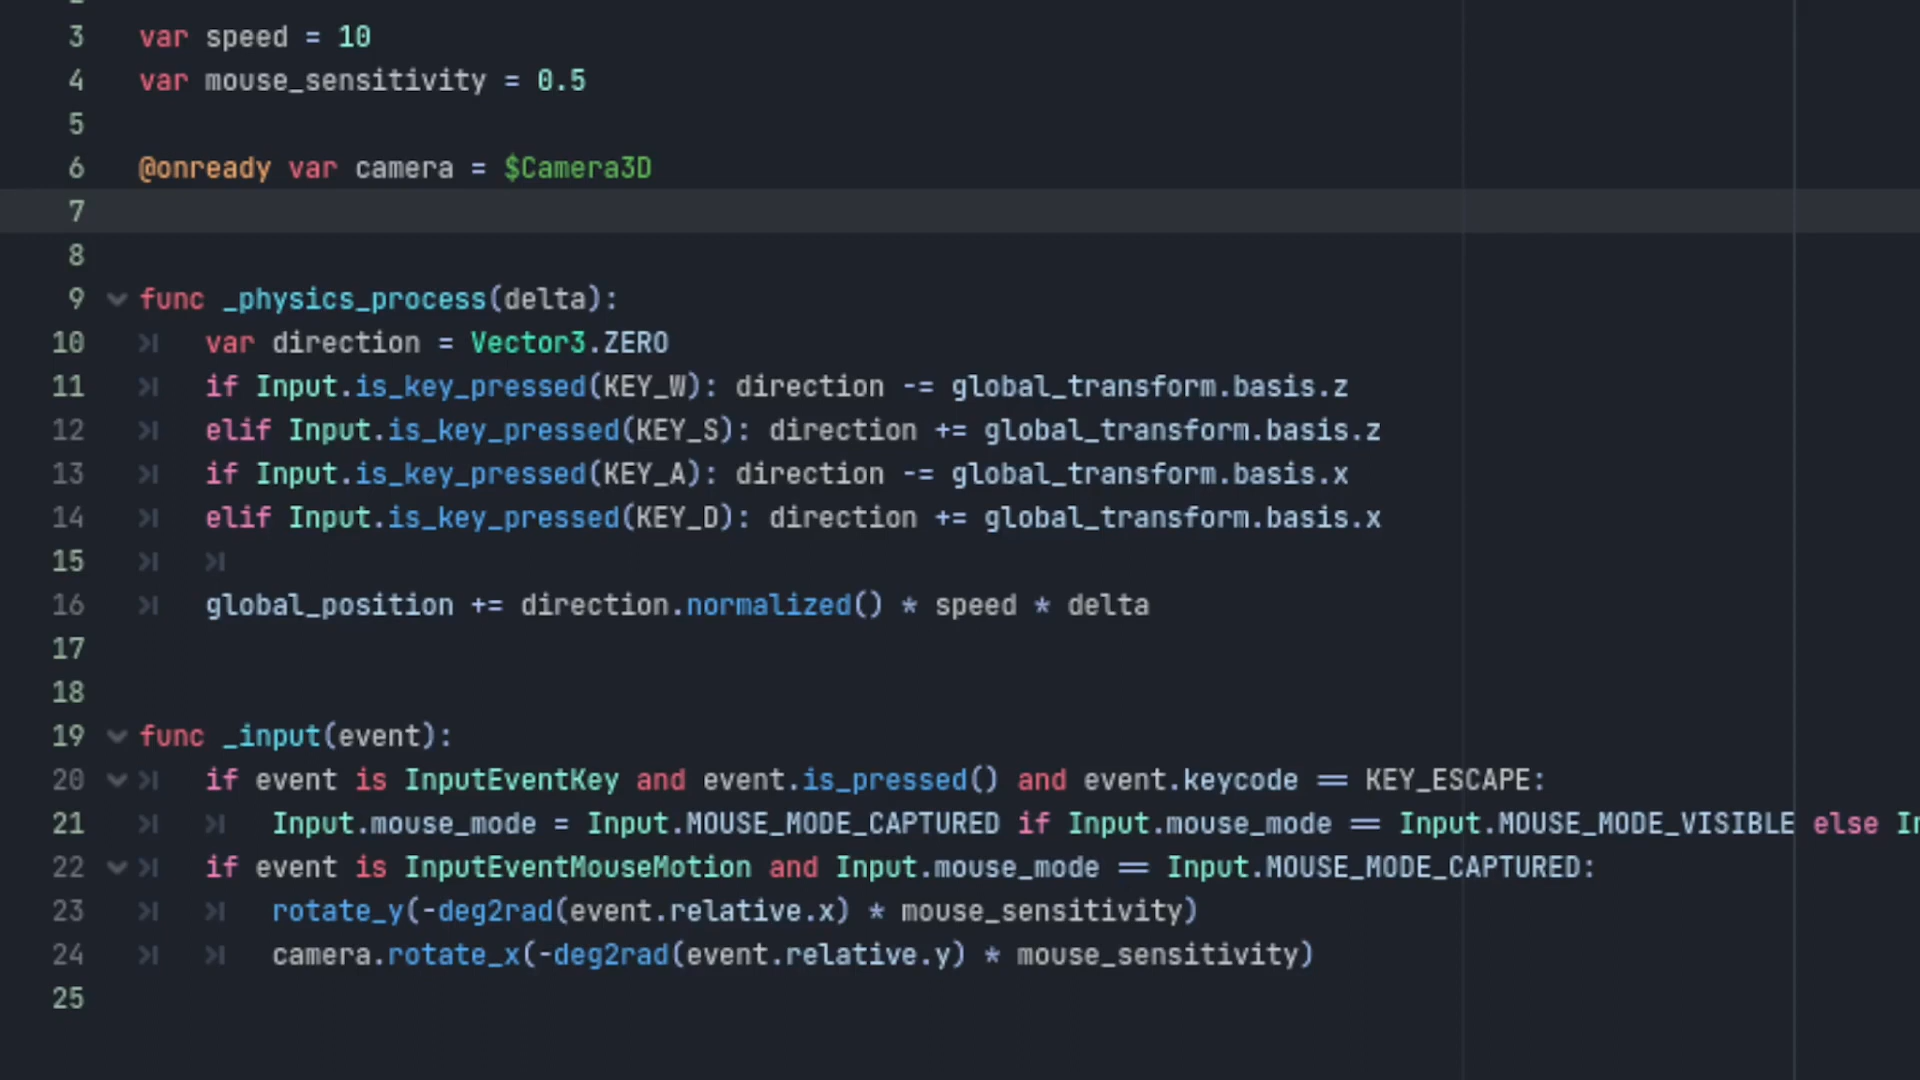 3 var speed = 10
4 var mouse_sensitivity = 0.5
5
6 @onready var camera = $Camera3D
7
8
9 func _physics_process(delta):
10 var direction = Vector3.ZERO
11 if Input.is_key_pressed(KEY_W): direction -= global_transform.basis.z
12 elif Input.is_key_pressed(KEY_S): direction += global_transform.basis.z
13 if Input.is_key_pressed(KEY_A): direction -= global_transform.basis.x
14 elif Input.is_key_pressed(KEY_D): direction += global_transform.basis.x
15
16 global_position += direction.normalized() * speed * delta
17
18
19 func _input(event):
20 if event is InputEventKey and event.is_pressed() and event.keycode == KEY_ESCAPE:
21 Input.mouse_mode = Input.MOUSE_MODE_CAPTURED if Input.mouse_mode == Input.MOUSE_MODE_VISIBLE else
22 if event is InputEventMouseMotion and Input.mouse_mode == Input.MOUSE_MODE_CAPTURED:
23 rotate_y(-deg2rad(event.relative.x) * mouse_sensitivity)
24 camera.rotate_x(-deg2rad(event.relative.y) * mouse_sensitivity)
25